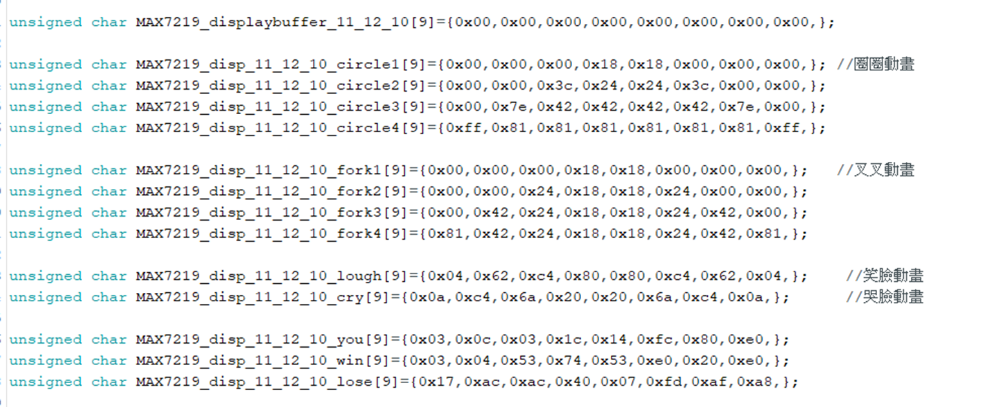 unsigned char MAX7219_displaybuffer_11_12_10[9]={0x00,0x00,0x00,0x00,0x00,0x00,0x00,0x00,};
unsigned char MAX7219_disp_11_12_10_circle1[9]={0x00,0x00,0x00,0x18,0x18,0x00,0x00,0x00,}; //圈圈動畫
unsigned char MAX7219_disp_11_12_10_circle2[9]={0x00,0x00,0x3c,0x24,0x24,0x3c,0x00,0x00,};
unsigned char MAX7219_disp_11_12_10_circle3[9]={0x00,0x7e,0x42,0x42,0x42,0x42,0x7e,0x00,};
unsigned char MAX7219_disp_11_12_10_circle4[9]={0xff,0x81,0x81,0x81,0x81,0x81,0x81,0xff,};
unsigned char MAX7219_disp_11_12_10_fork1[9]={0x00,0x00,0x00,0x18,0x18,0x00,0x00,0x00,}; //叉叉動畫
unsigned char MAX7219_disp_11_12_10_fork2[9]={0x00,0x00,0x24,0x18,0x18,0x24,0x00,0x00,};
unsigned char MAX7219_disp_11_12_10_fork3[9]={0x00,0x42,0x24,0x18,0x18,0x24,0x42,0x00,};
unsigned char MAX7219_disp_11_12_10_fork4[9]={0x81,0x42,0x24,0x18,0x18,0x24,0x42,0x81,};
unsigned char MAX7219_disp_11_12_10_lough[9]={0x04,0x62,0xc4,0x80,0x80,0xc4,0x62,0x04,}; //笑臉動畫
unsigned char MAX7219_disp_11_12_10_cry[9]={0x0a,0xc4,0x6a,0x20,0x20,0x6a,0xc4,0x0a,}; //哭臉動畫
unsigned char MAX7219_disp_11_12_10_you[9]={0x03,0x0c,0x03,0x1c,0x14,0xfc,0x80,0xe0,};
unsigned char MAX7219_disp_11_12_10_win[9]={0x03,0x04,0x53,0x74,0x53,0xe0,0x20,0xe0,};
unsigned char MAX7219_disp_11_12_10_lose[9]={0x17,0xac,0xac,0x40,0x07,0xfd,0xaf,0xa8,};